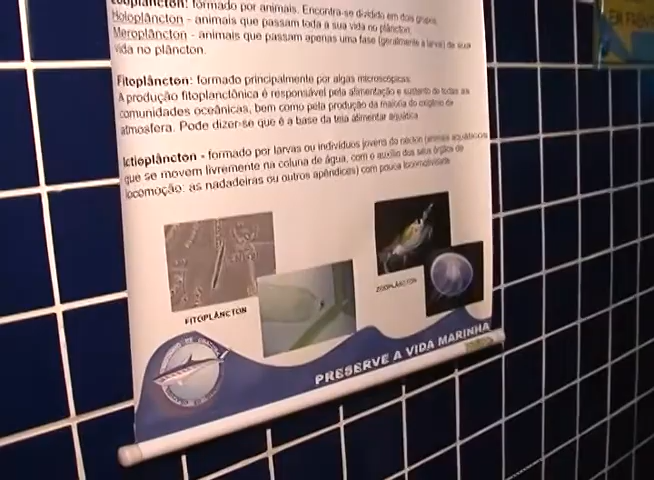 Zooplâncton: formado por animais. Encontra-se dividido em dois grupos:
Holoplâncton - animais que passam toda a sua vida no plâncton.
Meroplâncton - animais que passam apenas uma fase (geralmente a larval) de sua
vida no plâncton.
Fitoplâncton: formado principalmente por algas microscópicas.
A produção fitoplanctônica é responsável pela alimentação e sustento de todas as
comunidades oceânicas, bem como pela produção da maioria do oxigênio da
atmosfera. Pode dizer-se que é a base da teia alimentar aquática.
Ictioplâncton - formado por larvas ou indivíduos jovens do nécton (animais aquáticos
que se movem livremente na coluna de água, com o auxílio dos seus órgãos de
locomoção: as nadadeiras ou outros apêndices) com pouca locomotividade
FITOPLÂNCTON
ZOOPLÂNCTON
PRESERVE A VIDA MARINHA